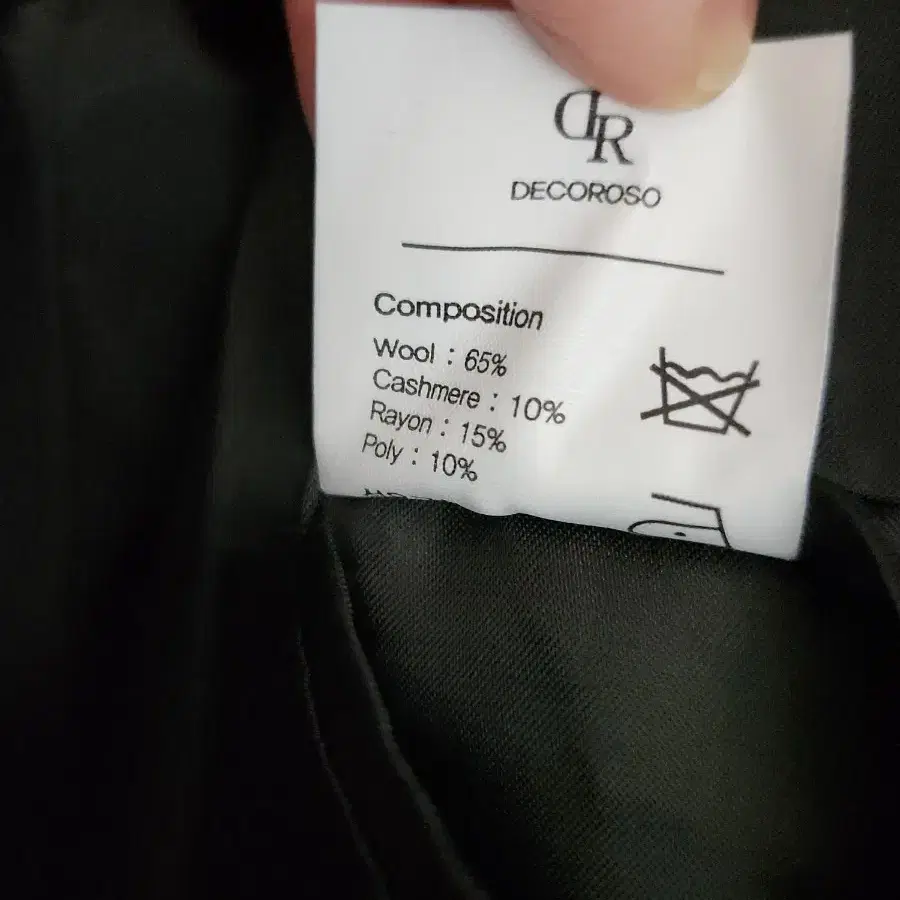 DR
DECOROSO
Composition
Wool : 65%
Cashmere : 10%
Rayon : 15%
Poly : 10%